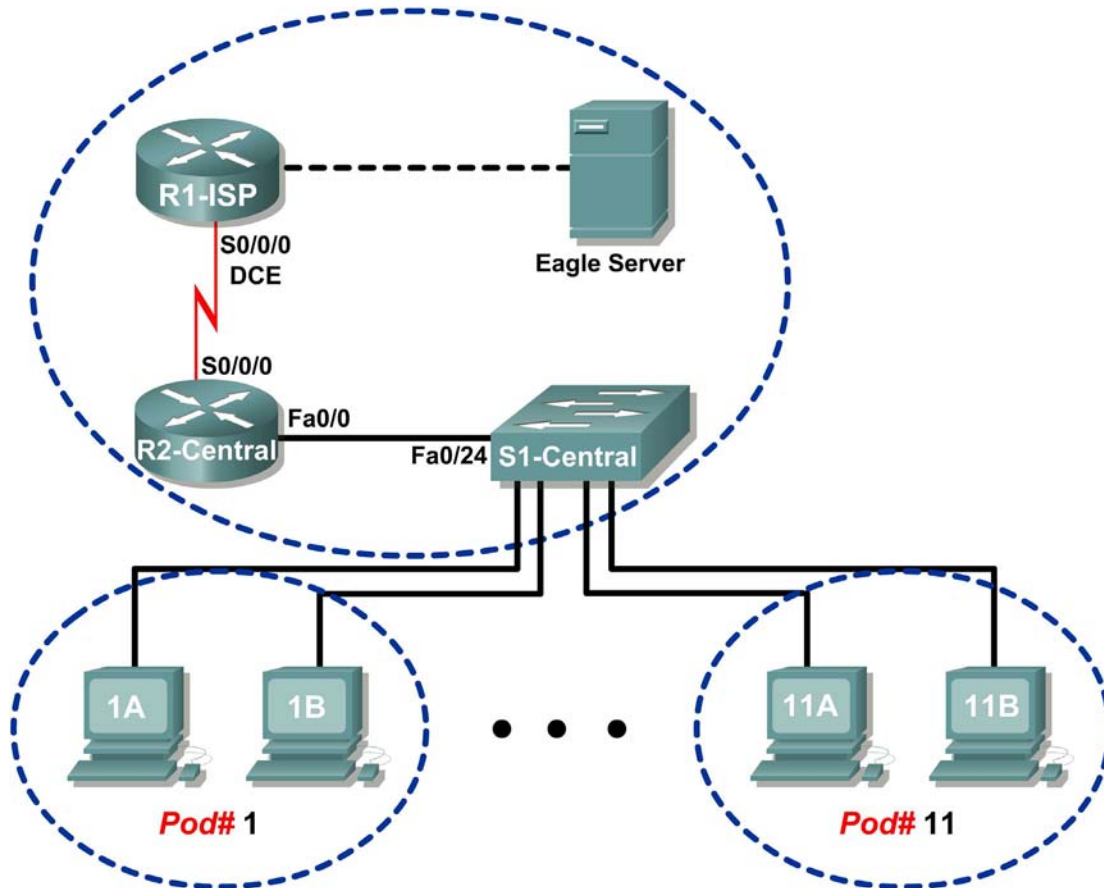 R1-ISP
S0/0/0
DCE
Eagle Server
S0/0/0
R2-Central
Fa0/0
Fa0/24
S1-Central
1A
1B
11A
11B
Pod# 1
Pod# 11